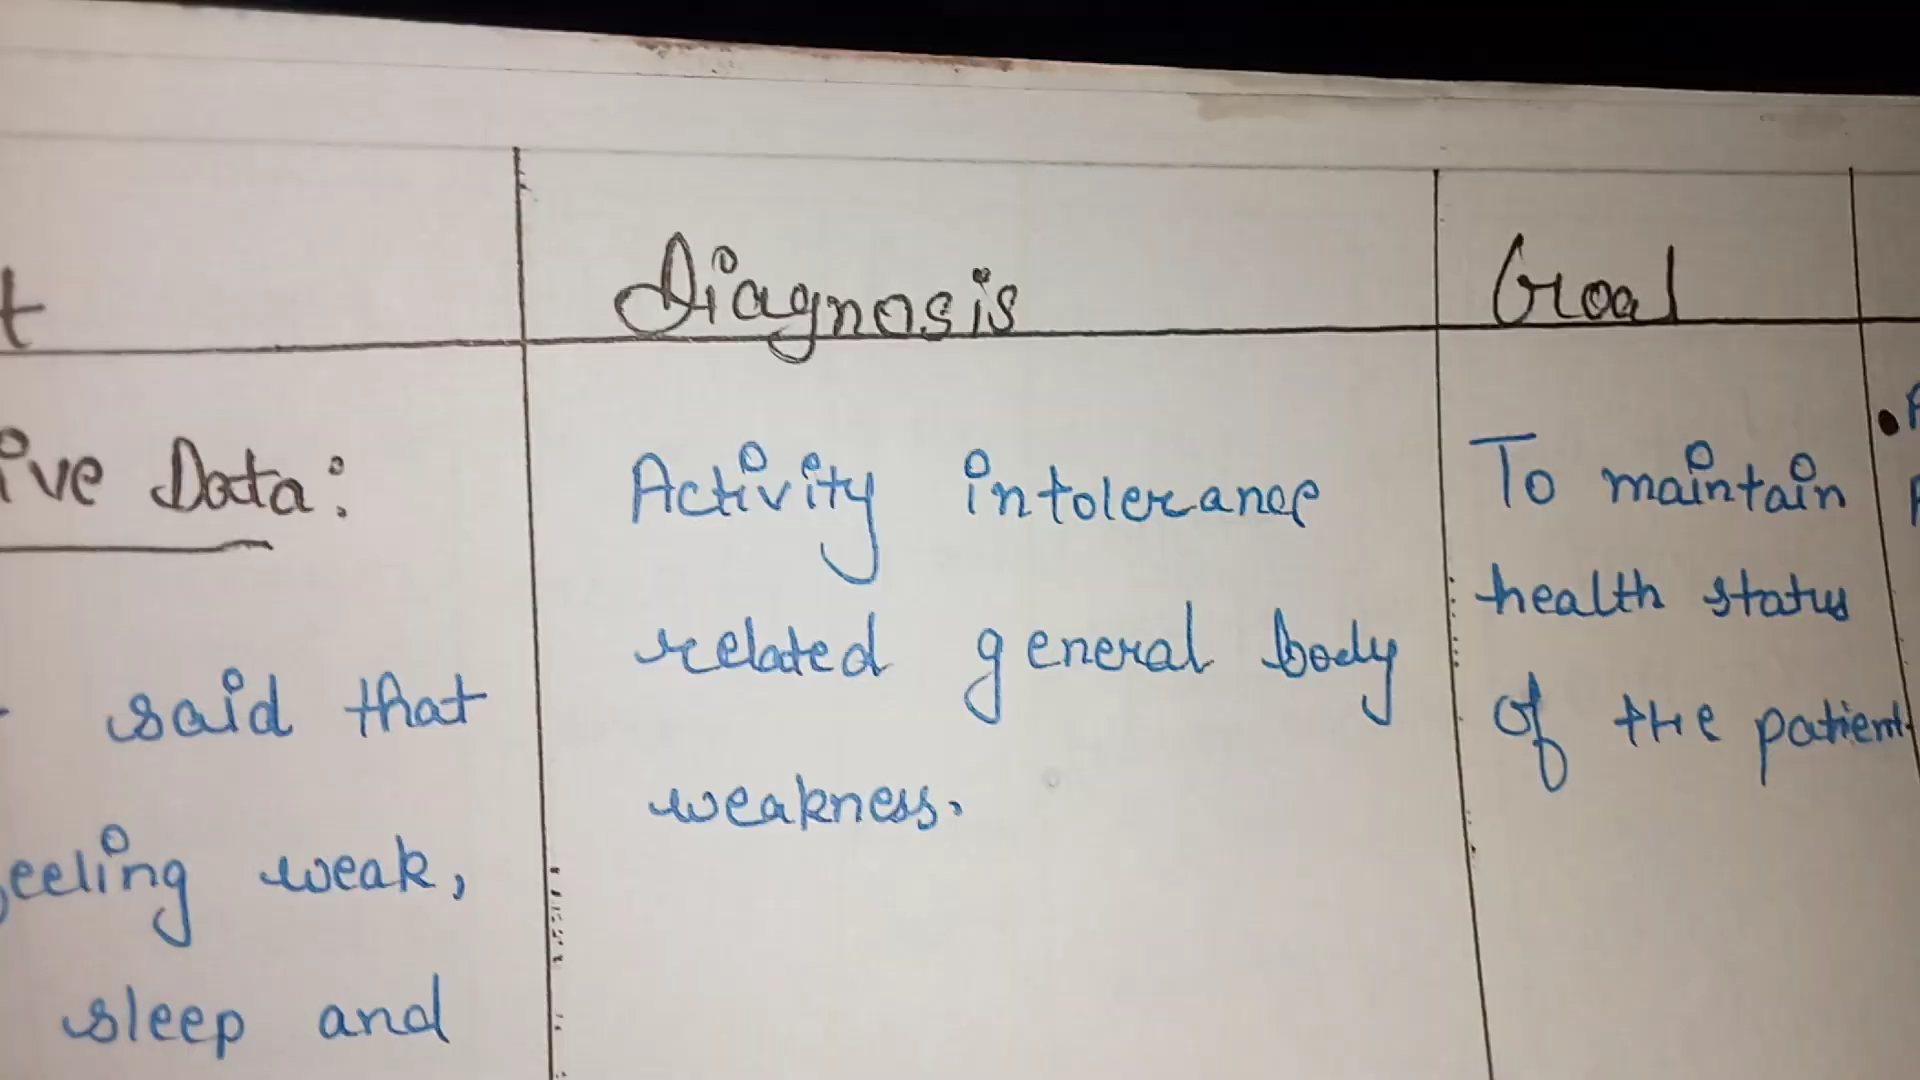 t
Diagnosis
Goal
ive Data:
said that
eeling weak,
sleep and
Activity intolerance
related general body
weakness.
To maintain
health status
of the patient